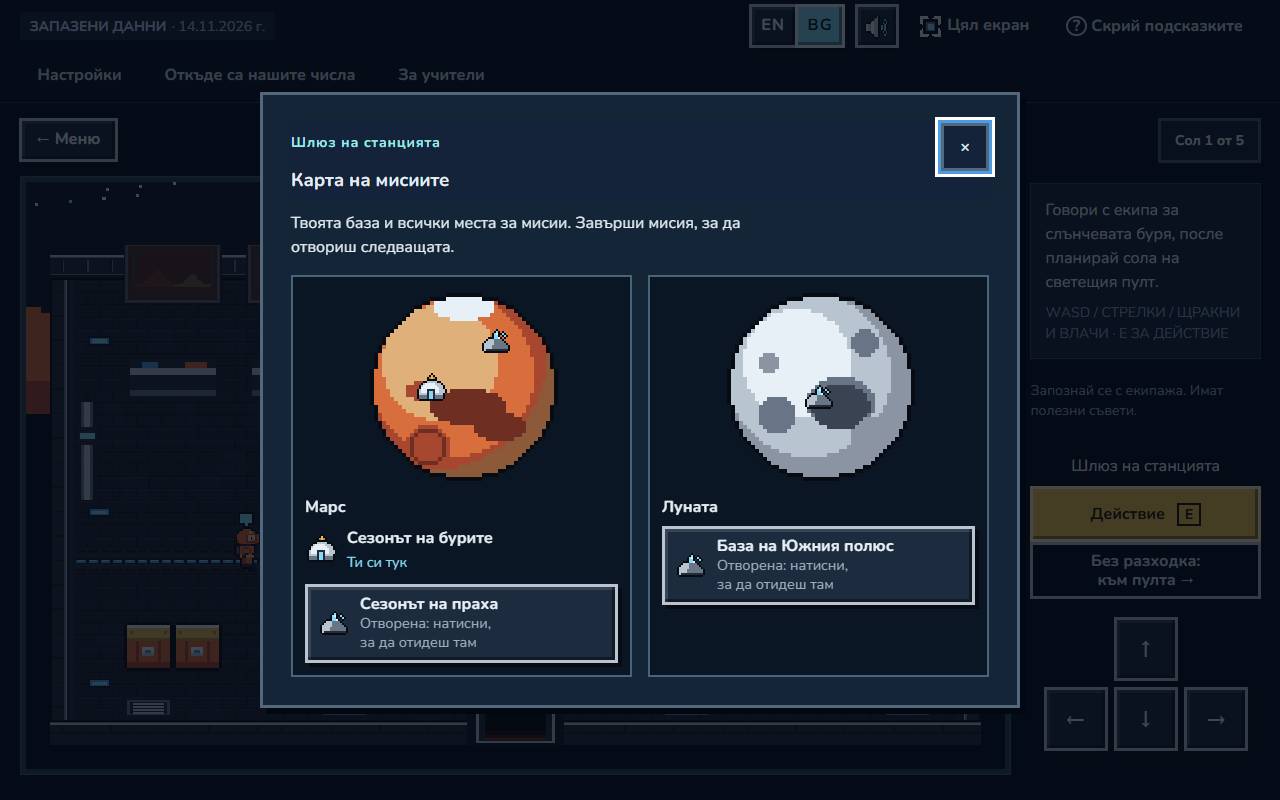 ЗАПАЗЕНИ ДАННИ · 14.11.2026 г.
EN BG
Цял екран
? Скрий подсказките
Настройки
Откъде са нашите числа
За учители
← Меню
Сол 1 от 5
Шлюз на станцията
×
Карта на мисиите
Твоята база и всички места за мисии. Завърши мисия, за да
отвориш следващата.
Марс
Сезонът на бурите
Ти си тук
Сезонът на праха
Отворена: натисни,
за да отидеш там
Луната
База на Южния полюс
Отворена: натисни,
за да отидеш там
Говори с екипа за
слънчевата буря, после
планирай сола на
светещия пулт.
WASD / СТРЕЛКИ / ЩРАКНИ
И ВЛАЧИ · E ЗА ДЕЙСТВИЕ
Запознай се с екипажа. Имат
полезни съвети.
Шлюз на станцията
Действие E
Без разходка:
към пулта →
↑
← ↓ →